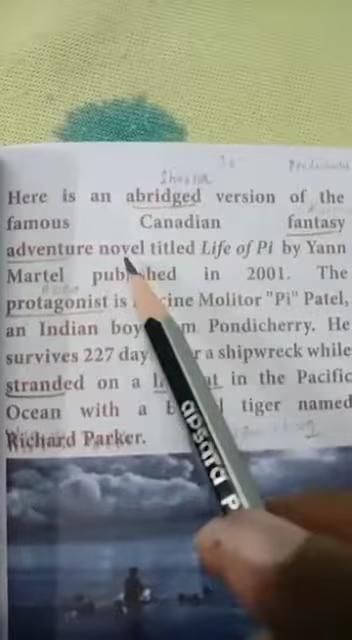 Here is an abridged version of the
famous Canadian fantasy
adventure novel titled Life of Pi by Yann
Martel published in 2001. The
protagonist is cine Molitor "Pi" Patel,
an Indian boy m Pondicherry. He
survives 227 day r a shipwreck while
stranded on a in the Pacific
Ocean with a tiger named
Richard Parker.
apsara P